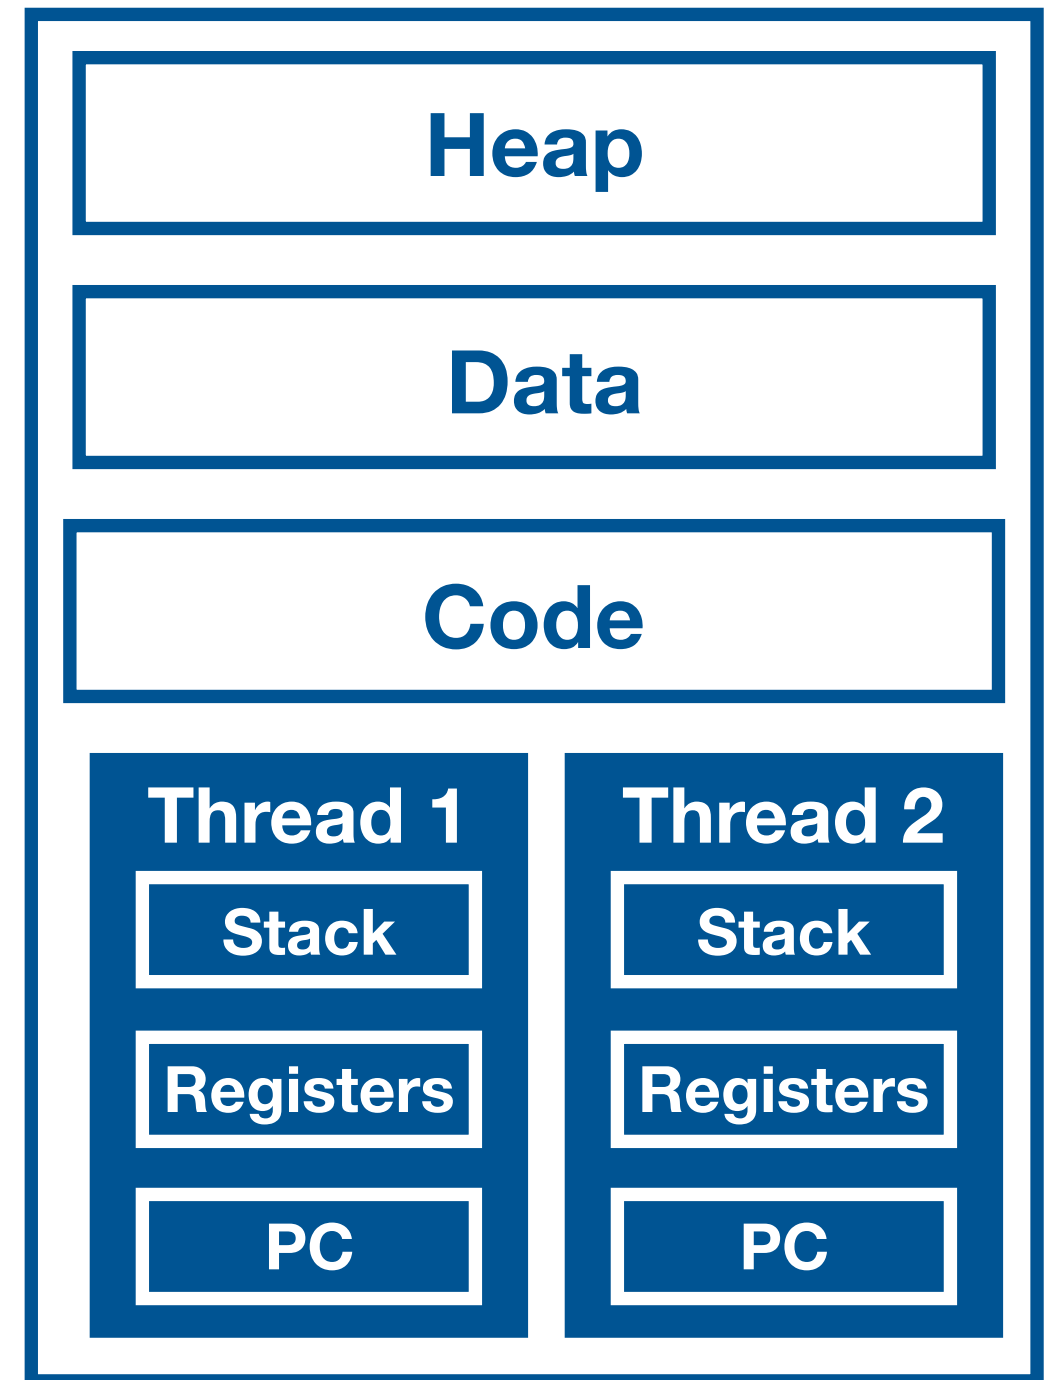 Heap
Data
Code
Thread 1
Stack
Registers
PC
Thread 2
Stack
Registers
PC